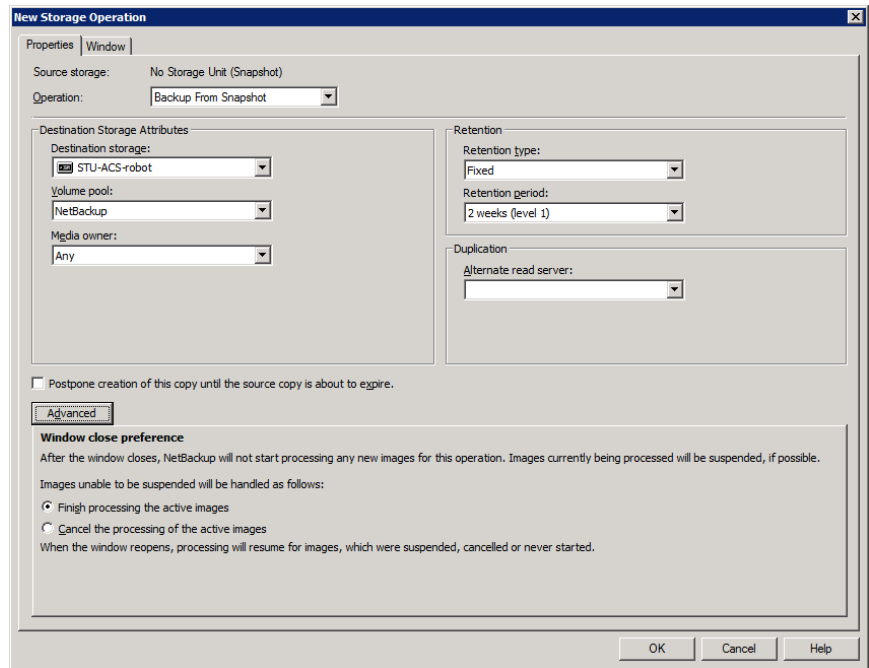 New Storage Operation
Properties
Window
Source storage:
No Storage Unit (Snapshot)
Operation:
Backup From Snapshot
Destination Storage Attributes
Destination storage:
STU-ACS-robot
Volume pool:
NetBackup
Media owner:
Any
Retention
Retention type:
Fixed
Retention period:
2 weeks (level 1)
Duplication
Alternate read server:
Postpone creation of this copy until the source copy is about to expire.
Advanced
Window close preference
After the window closes, NetBackup will not start processing any new images for this operation. Images currently being processed will be suspended, if possible.
Images unable to be suspended will be handled as follows:
Finish processing the active images
Cancel the processing of the active images
When the window reopens, processing will resume for images, which were suspended, cancelled or never started.
OK
Cancel
Help